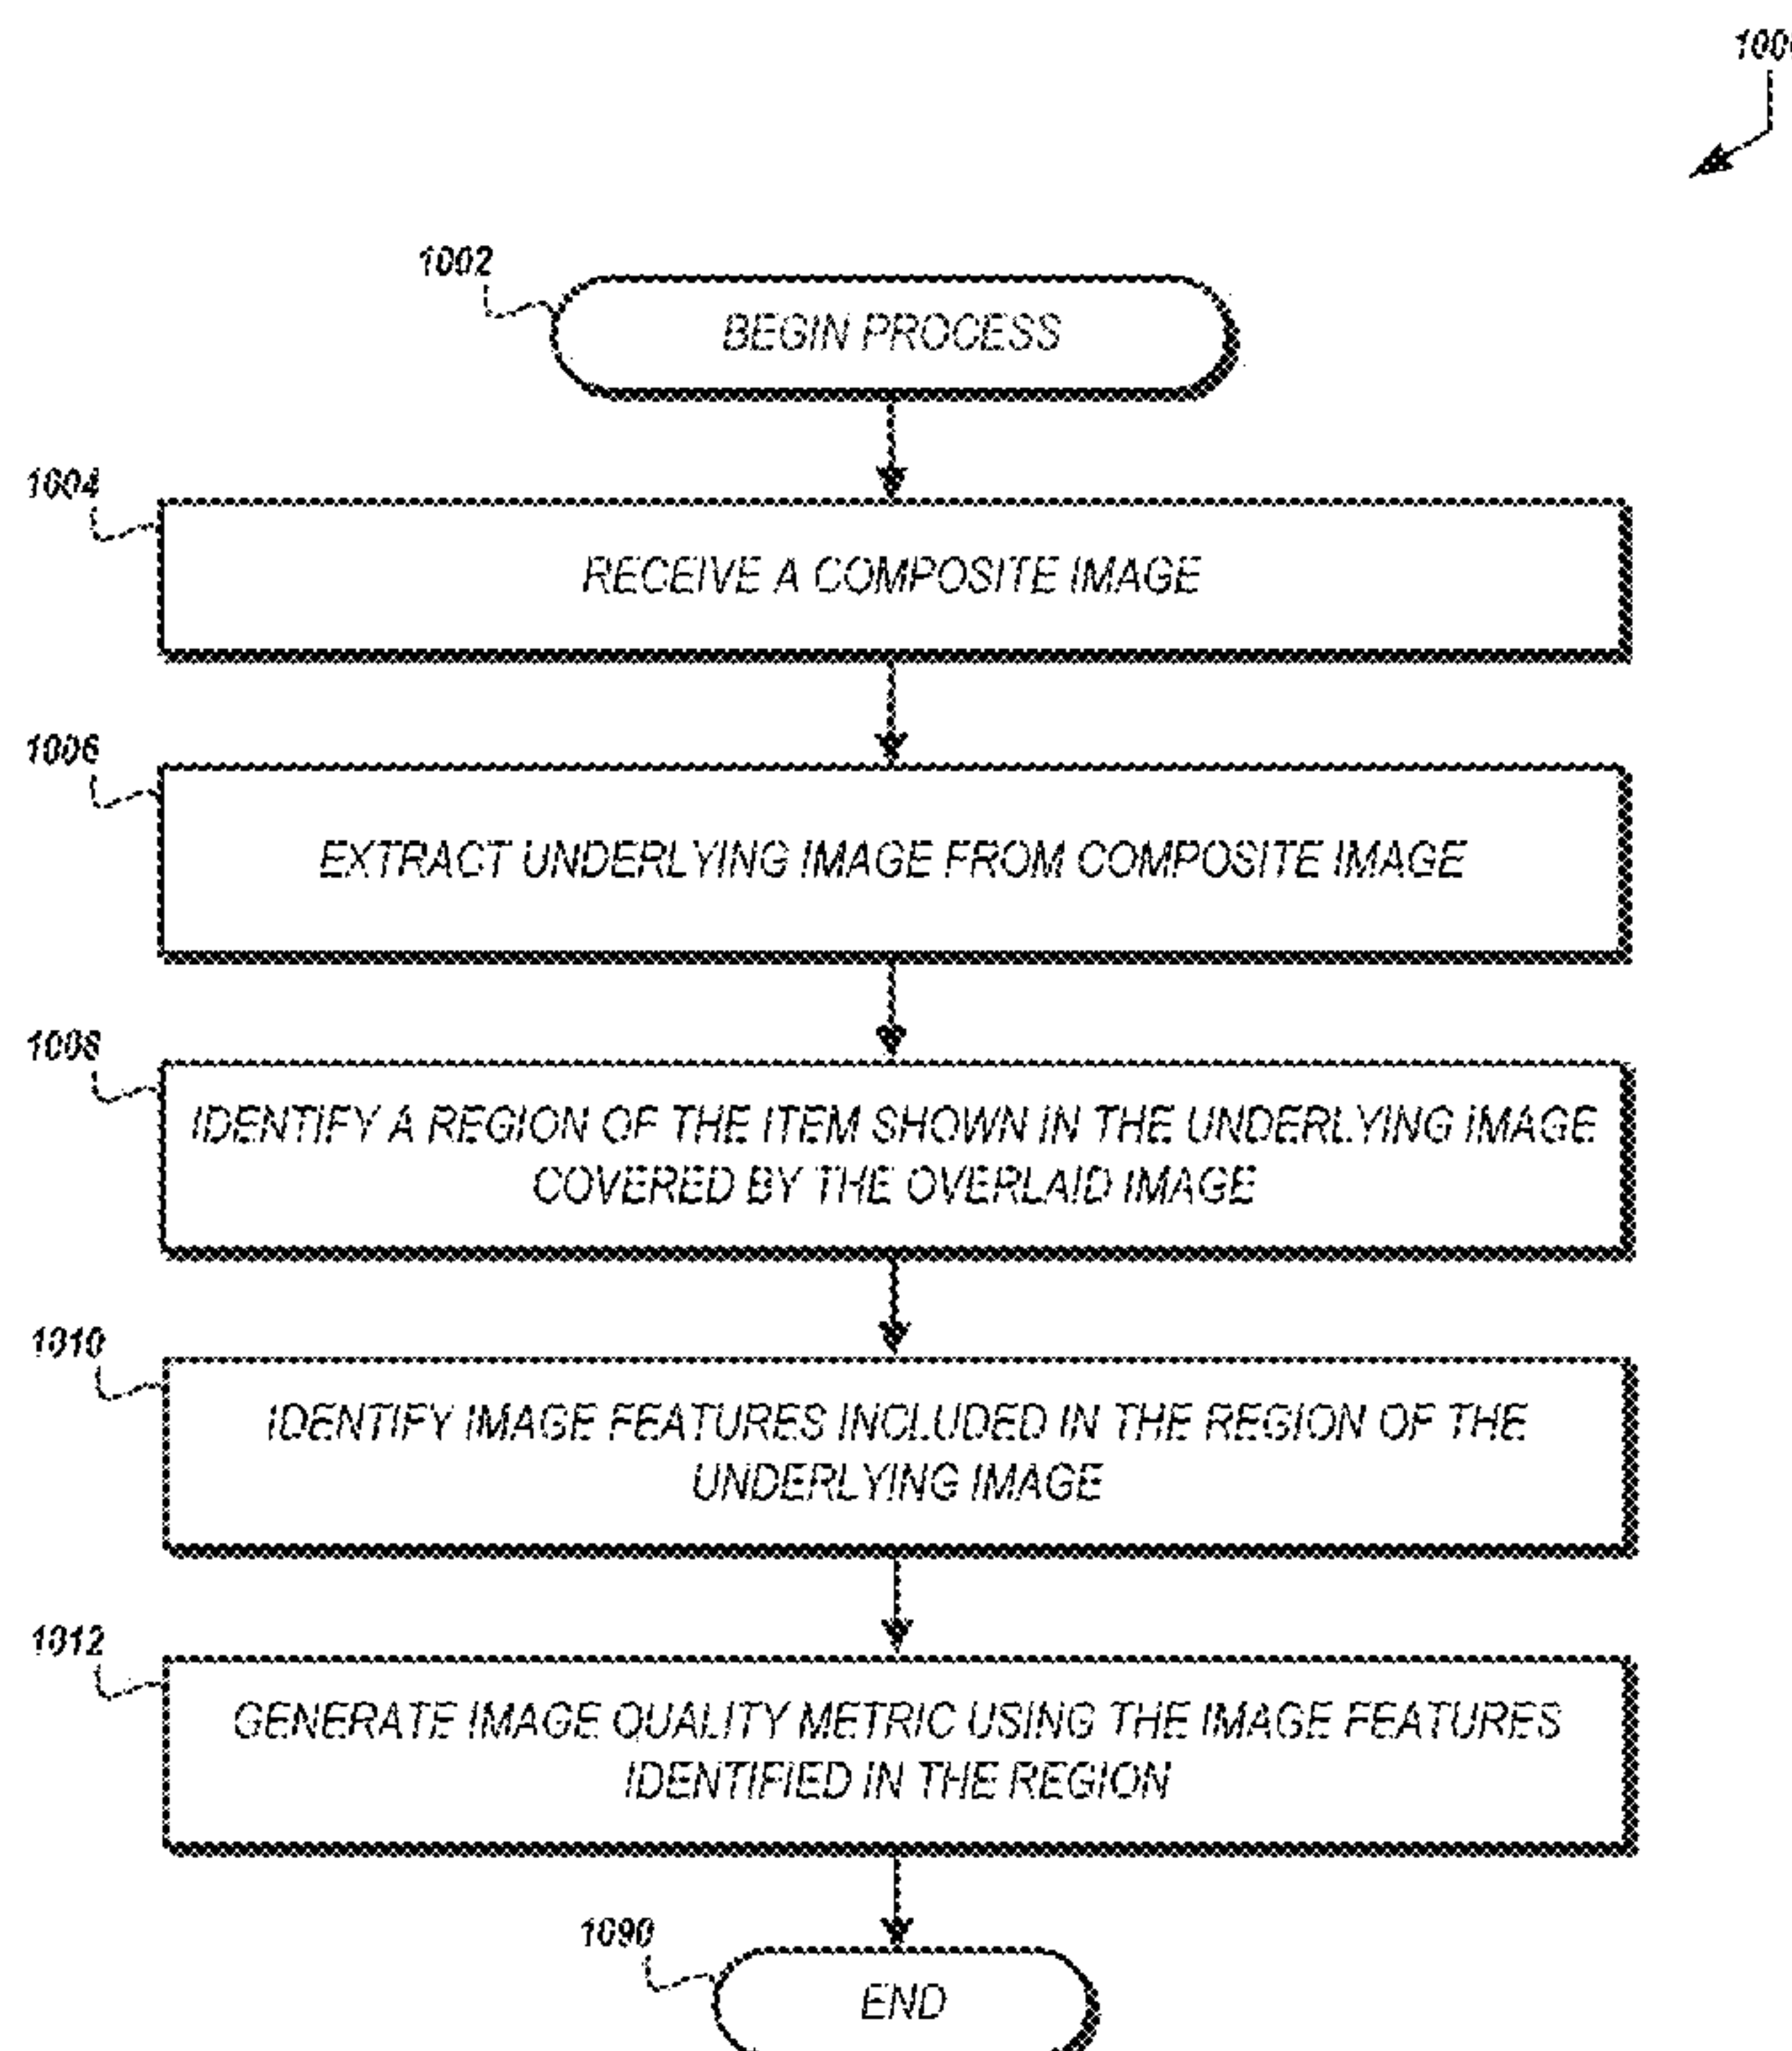 1002
BEGIN PROCESS
1004
RECEIVE A COMPOSITE IMAGE
1006
EXTRACT UNDERLYING IMAGE FROM COMPOSITE IMAGE
1008
IDENTIFY A REGION OF THE ITEM SHOWN IN THE UNDERLYING IMAGE
COVERED BY THE OVERLAID IMAGE
1010
IDENTIFY IMAGE FEATURES INCLUDED IN THE REGION OF THE
UNDERLYING IMAGE
1012
GENERATE IMAGE QUALITY METRIC USING THE IMAGE FEATURES
IDENTIFIED IN THE REGION
1090
END